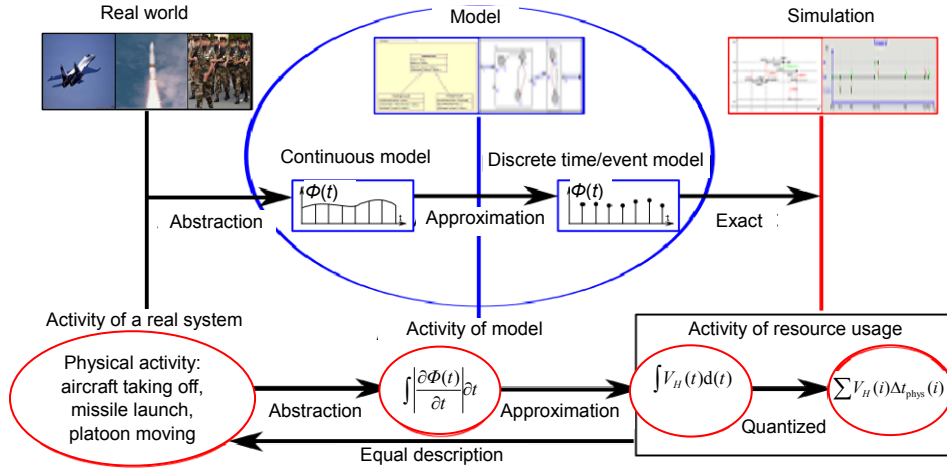 Real world
Model
Simulation
Continuous model
Discrete time/event model
Φ(t)
t
Φ(t)
t
Abstraction
Approximation
Exact
Activity of a real system
Activity of model
Activity of resource usage
Physical activity:
aircraft taking off,
missile launch,
platoon moving
∫|∂Φ(t)/∂t|∂t
∫V_H(t)d(t)
∑V_H(i)Δt_phys(i)
Abstraction
Approximation
Quantized
Equal description